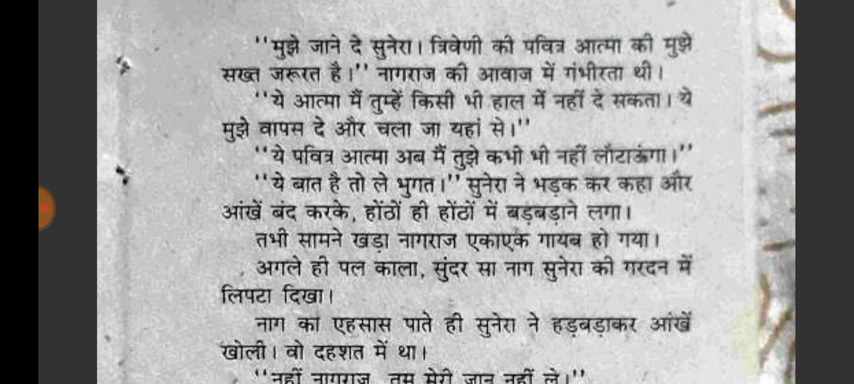 ‘‘मुझे जाने दे सुनेरा। त्रिवेणी की पवित्र आत्मा की मुझे
सख्त जरूरत है।’’ नागराज की आवाज में गंभीरता थी।
‘‘ये आत्मा मैं तुम्हें किसी भी हाल में नहीं दे सकता। ये
मुझे वापस दे और चला जा यहां से।’’
‘‘ये पवित्र आत्मा अब मैं तुझे कभी भी नहीं लौटाऊंगा।’’
‘‘ये बात है तो ले भुगत।’’ सुनेरा ने भड़क कर कहा और
आंखें बंद करके, होंठों ही होंठों में बड़बड़ाने लगा।
तभी सामने खड़ा नागराज एकाएक गायब हो गया।
अगले ही पल काला, सुंदर सा नाग सुनेरा की गरदन में
लिपटा दिखा।
नाग का एहसास पाते ही सुनेरा ने हड़बड़ाकर आंखें
खोली। वो दहशत में था।
‘‘नहीं नागराज, तुम मेरी जान नहीं ले।’’